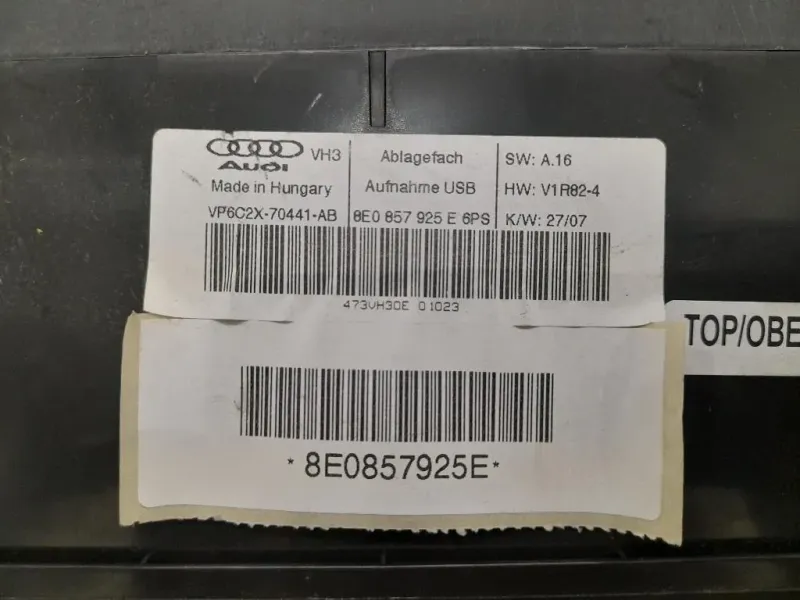 Audi VH3
Made in Hungary
VP6C2X-70441-AB
Ablagefach
Aufnahme USB
8E0 857 925 E 6PS
SW: A.16
HW: V1R82-4
K/W: 27/07
473VH30E 01023
TOP/OBE
*8E0857925E*